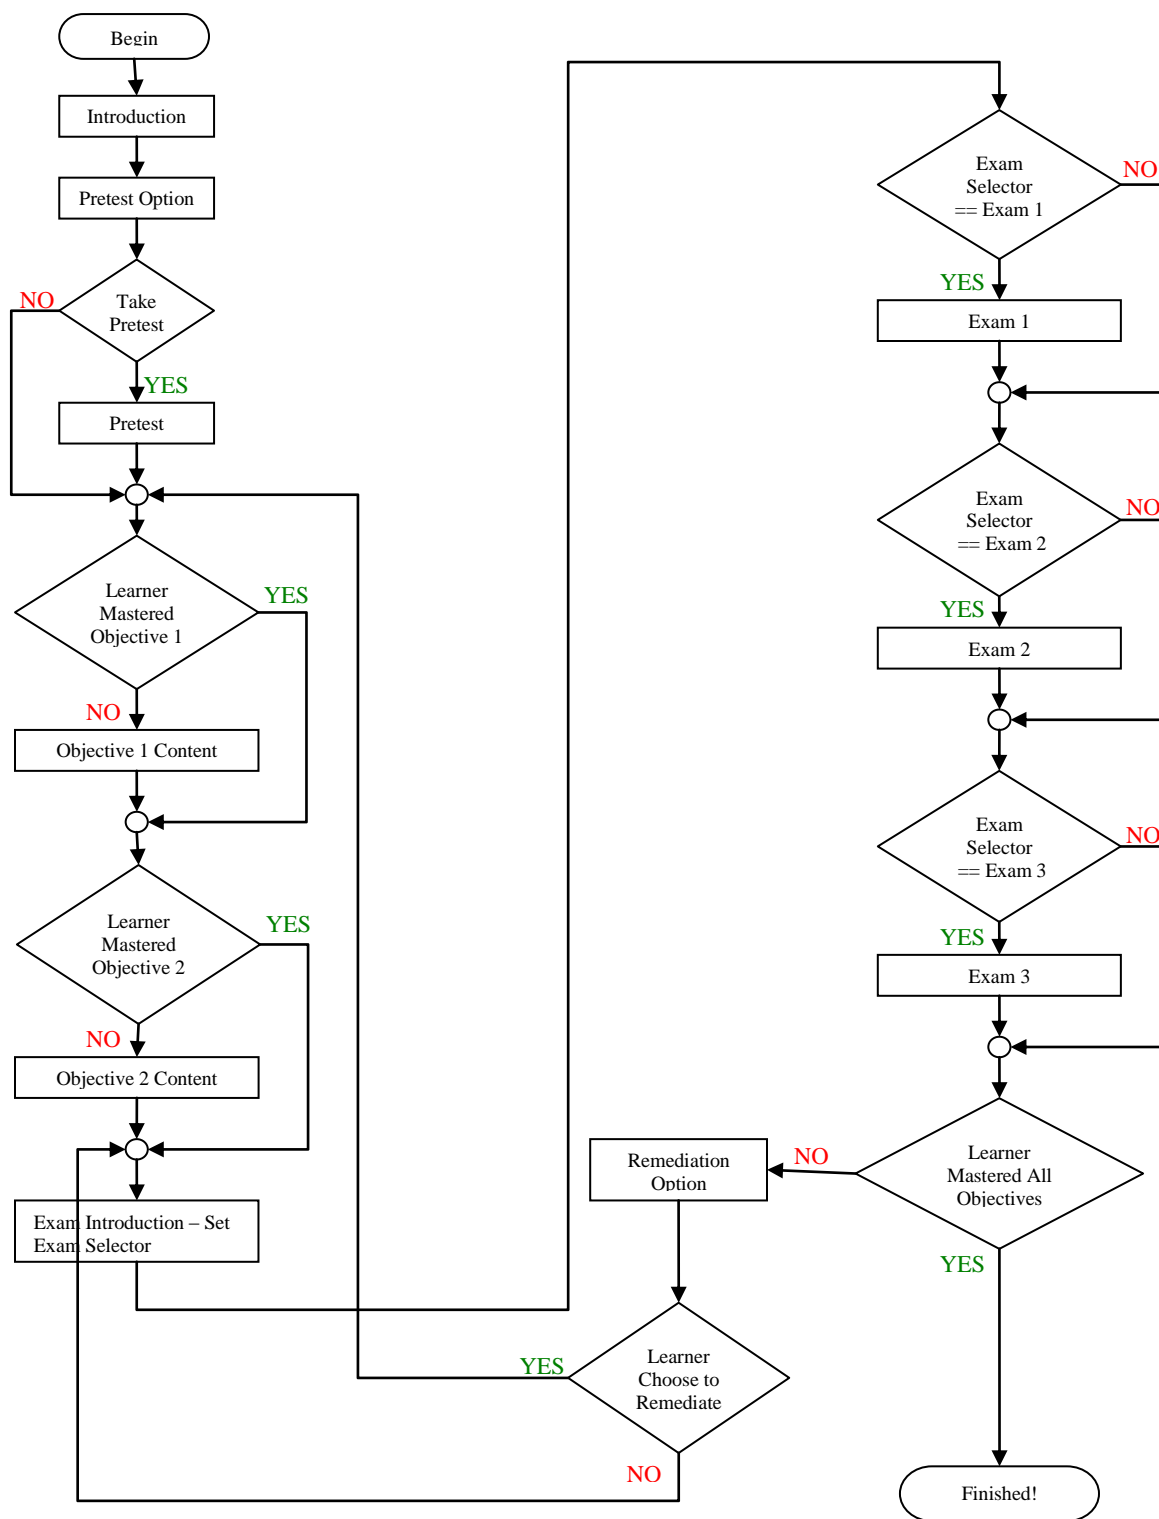 Begin
Introduction
Pretest Option
Take
Pretest
NO
YES
Pretest
Learner
Mastered
Objective 1
YES
NO
Objective 1 Content
Learner
Mastered
Objective 2
YES
NO
Objective 2 Content
Exam Introduction – Set
Exam Selector
Exam
Selector
== Exam 1
NO
YES
Exam 1
Exam
Selector
== Exam 2
NO
YES
Exam 2
Exam
Selector
== Exam 3
NO
YES
Exam 3
Learner
Mastered All
Objectives
NO
YES
Remediation
Option
Learner
Choose to
Remediate
YES
NO
Finished!